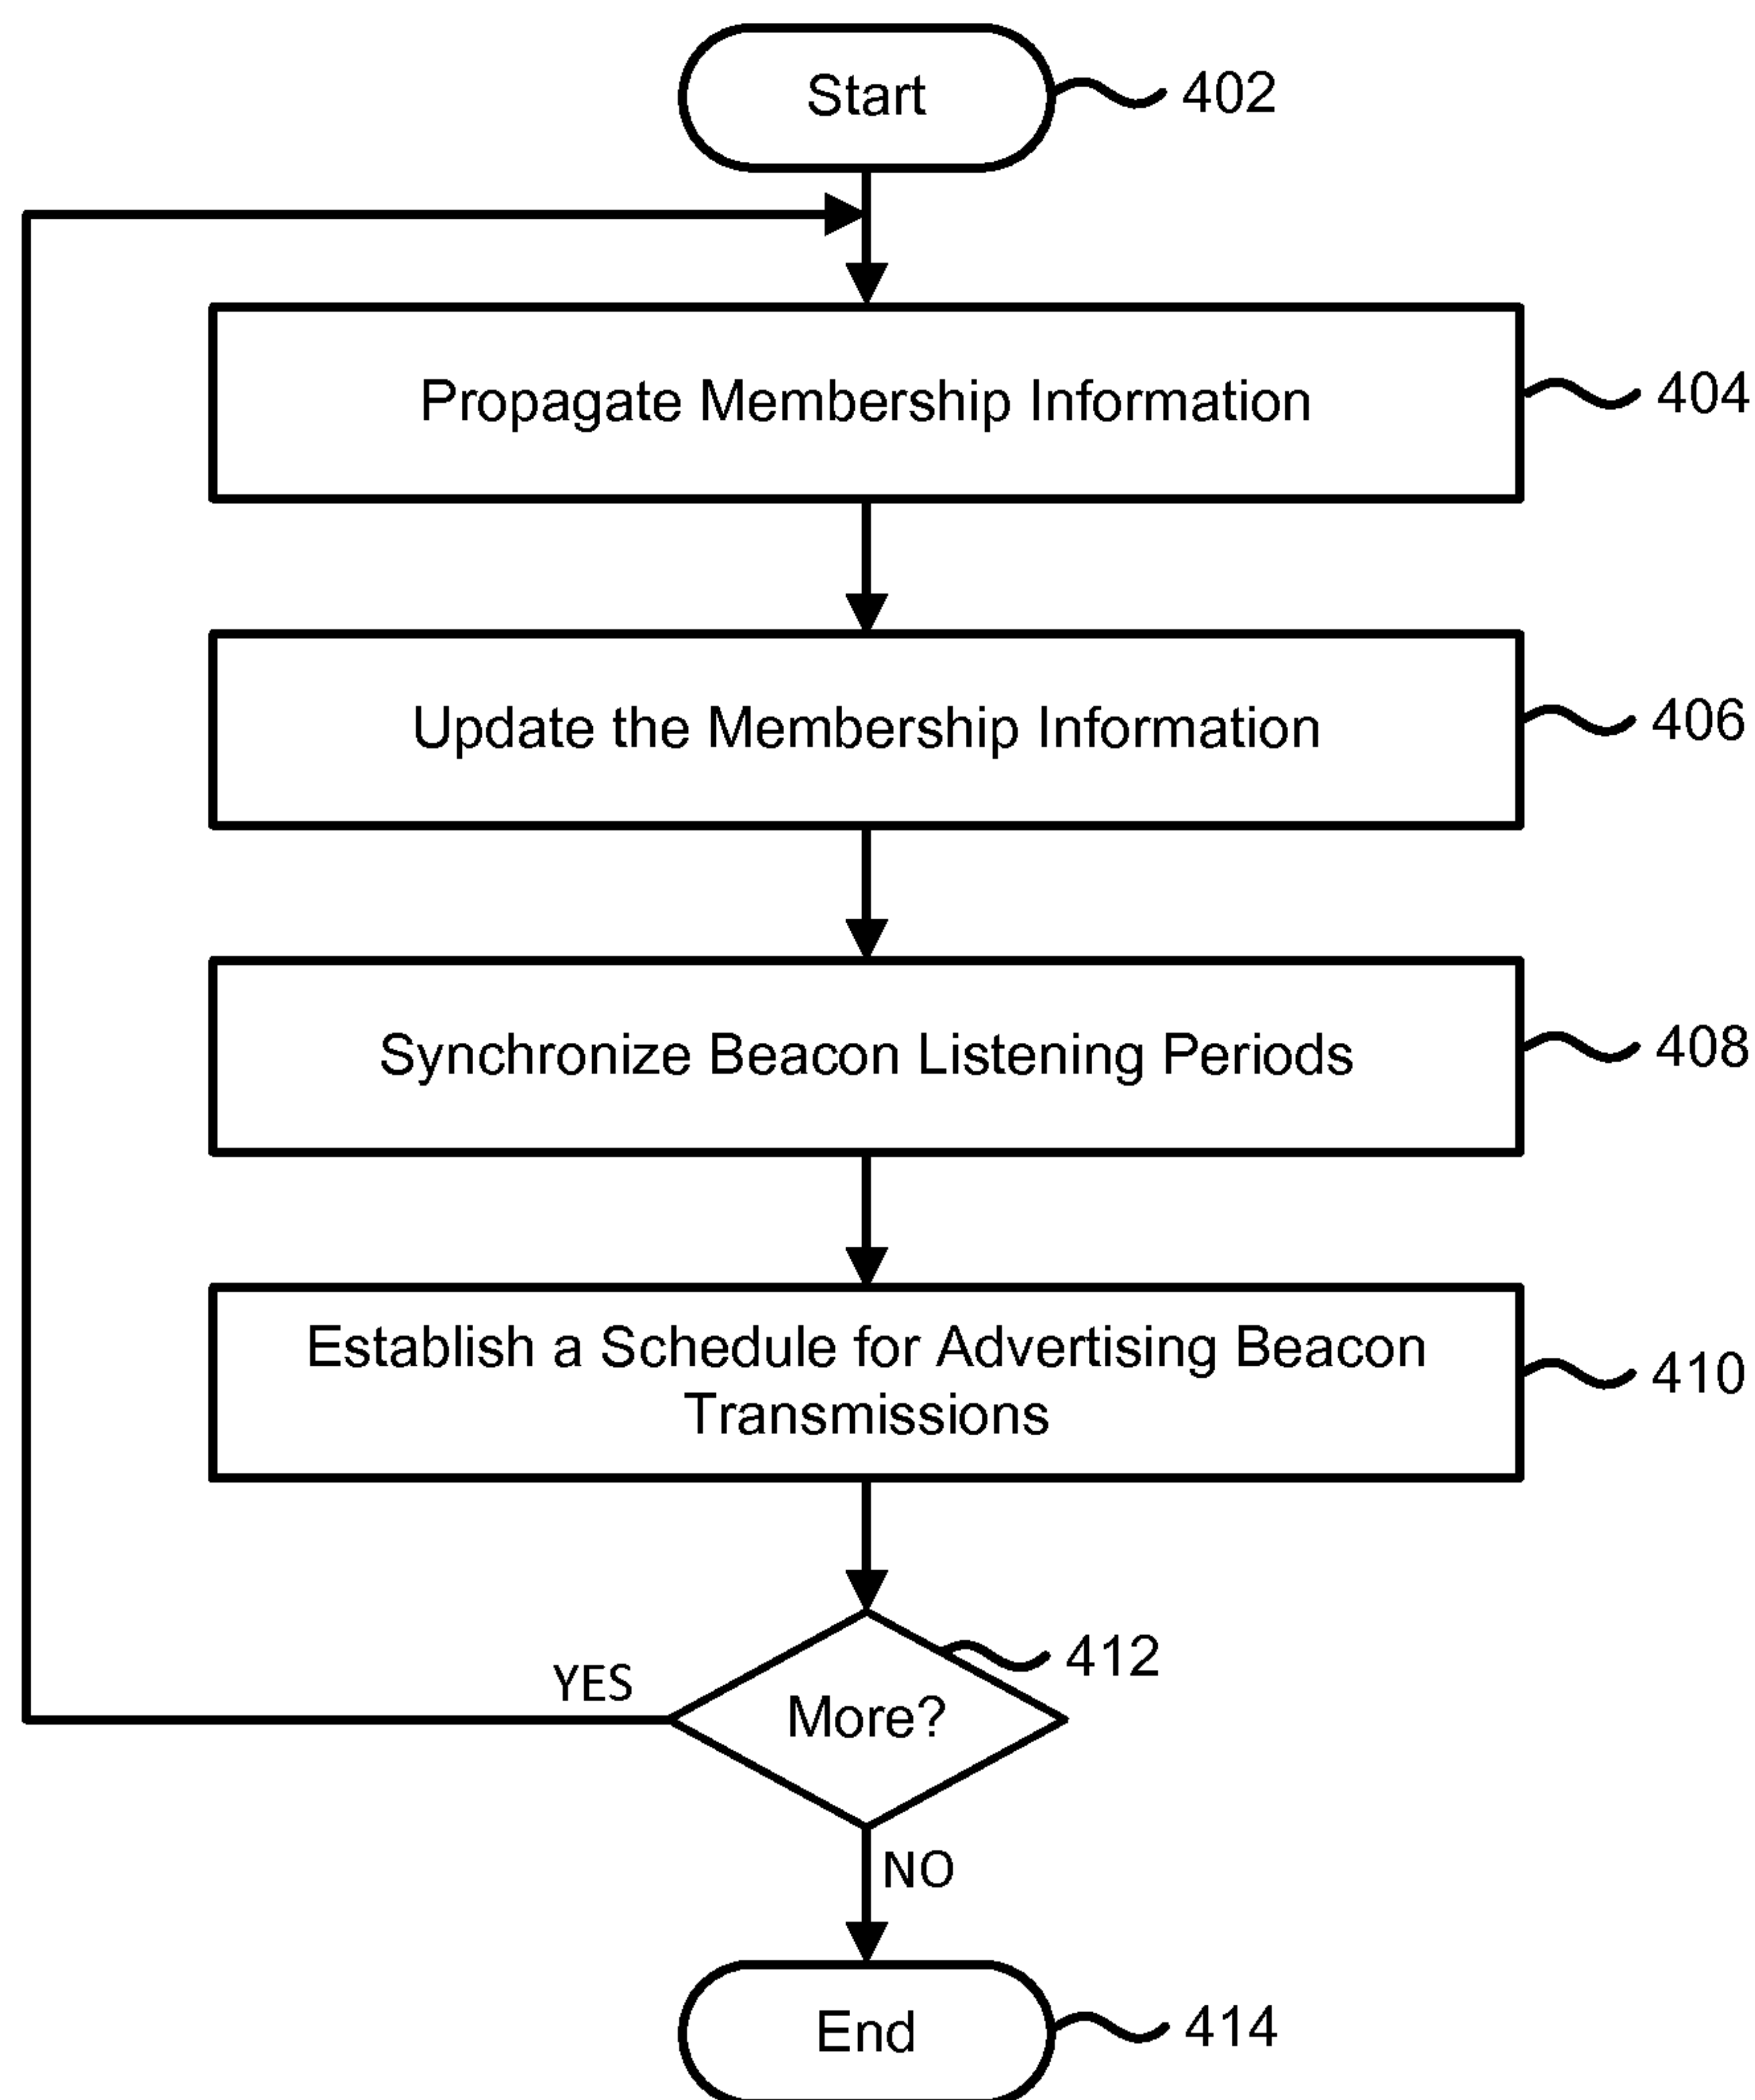 Start
402
Propagate Membership Information
404
Update the Membership Information
406
Synchronize Beacon Listening Periods
408
Establish a Schedule for Advertising Beacon
Transmissions
410
412
YES
More?
NO
End
414